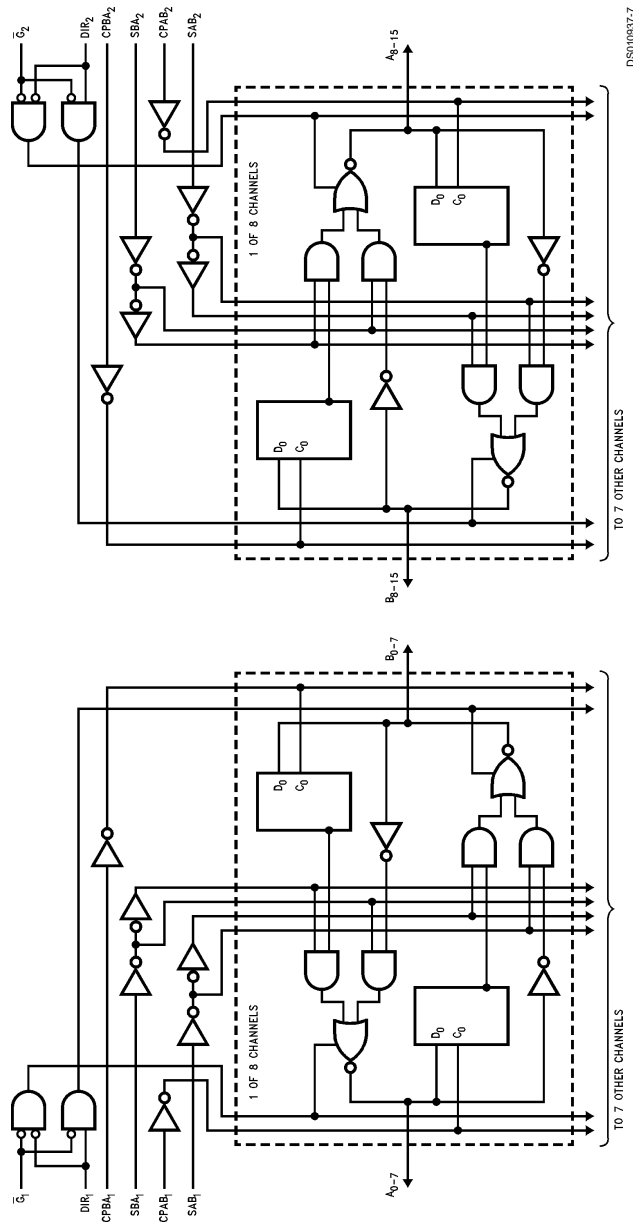 G̅₁
DIR₁
CPBA₁
SBA₁
CPAB₁
SAB₁
1 OF 8 CHANNELS
D₀
C₀
D₀
C₀
A₀₋₇
B₀₋₇
TO 7 OTHER CHANNELS
G̅₂
DIR₂
CPBA₂
SBA₂
CPAB₂
SAB₂
1 OF 8 CHANNELS
D₀
C₀
D₀
C₀
B₈₋₁₅
A₈₋₁₅
TO 7 OTHER CHANNELS
DS010937-7